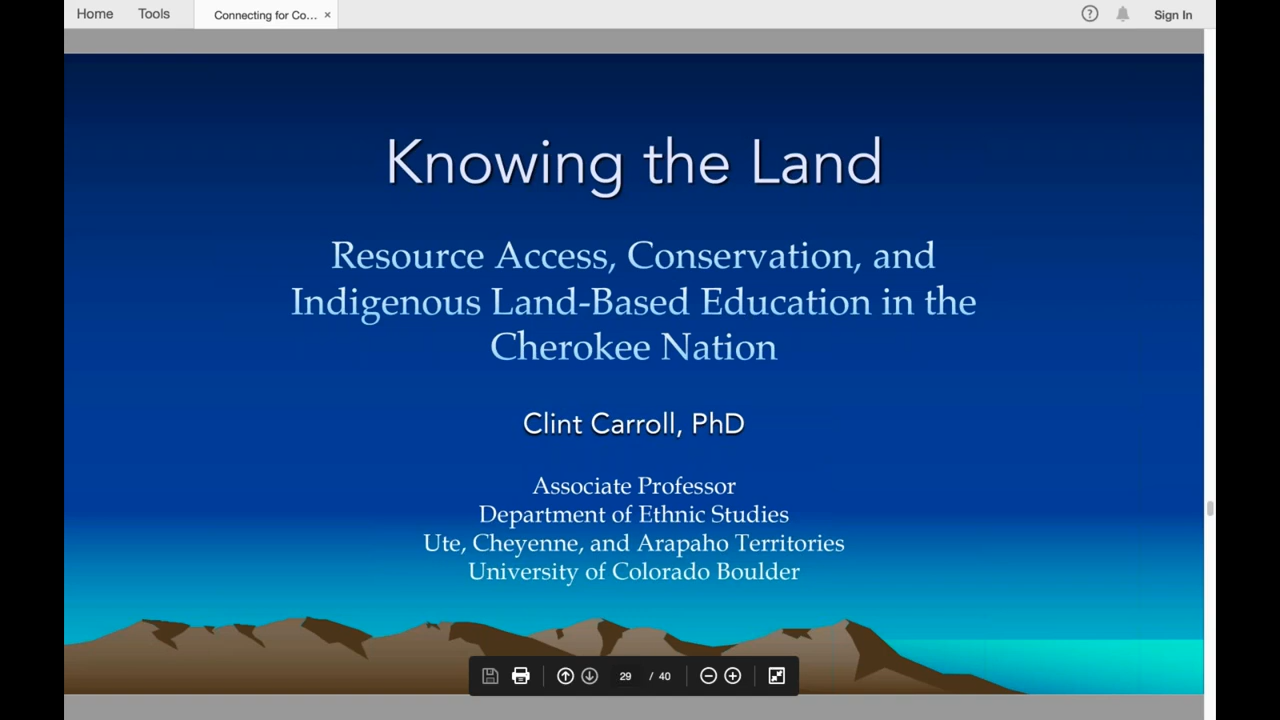 Home Tools Connecting for Co... × Sign In
Knowing the Land
Resource Access, Conservation, and
Indigenous Land-Based Education in the
Cherokee Nation
Clint Carroll, PhD
Associate Professor
Department of Ethnic Studies
Ute, Cheyenne, and Arapaho Territories
University of Colorado Boulder
29 / 40